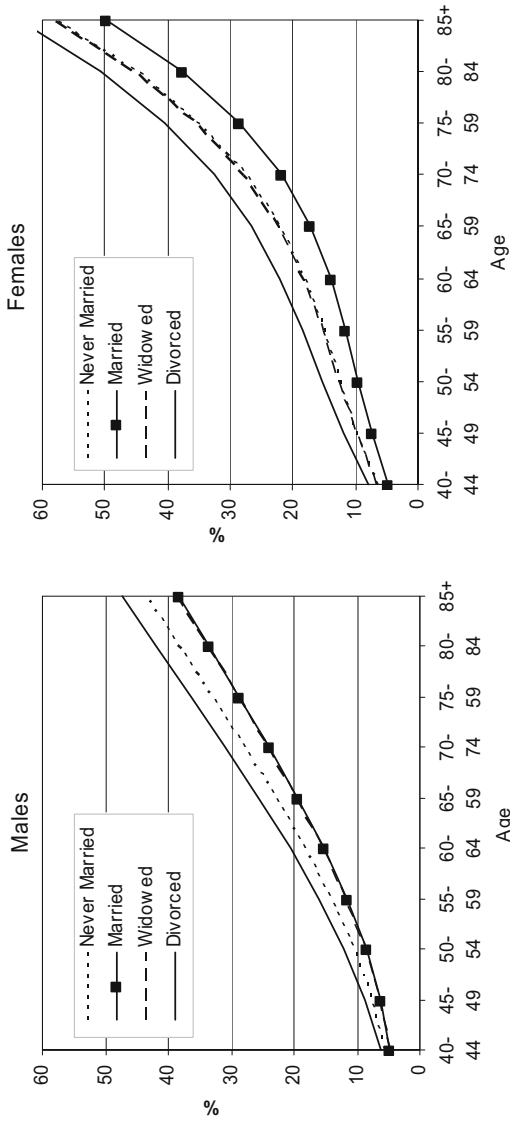 Males
60
50
40
30
20
10
0
%
Never Married
Married
Widowed
Divorced
40- 45- 50- 55- 60- 65- 70- 75- 80- 85+
44 49 54 59 64 59 74 59 84
Age
Females
60
50
40
30
20
10
0
%
Never Married
Married
Widowed
Divorced
40- 45- 50- 55- 60- 65- 70- 75- 80- 85+
44 49 54 59 64 59 74 59 84
Age